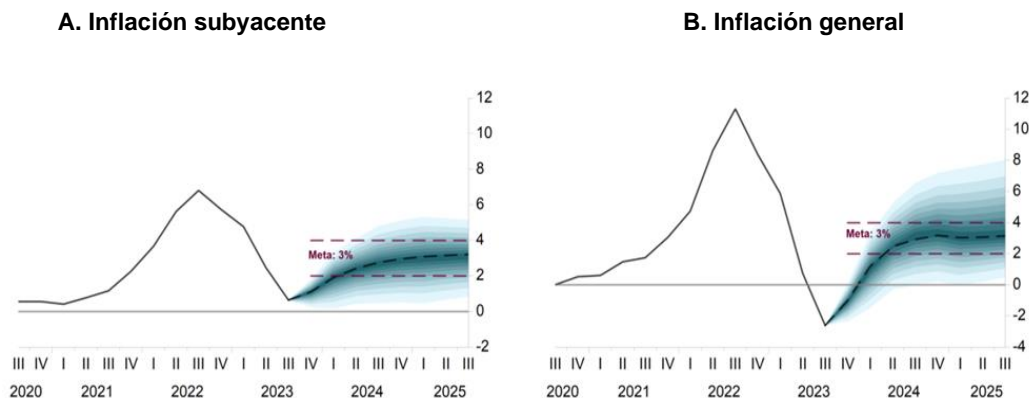 A. Inflación subyacente
12
10
8
6
4
2
0
-2
Meta: 3%
III IV I II III IV I II III IV I II III IV I II III IV I II III
2020 2021 2022 2023 2024 2025
B. Inflación general
12
10
8
6
4
2
0
-2
-4
Meta: 3%
III IV I II III IV I II III IV I II III IV I II III IV I II III
2020 2021 2022 2023 2024 2025